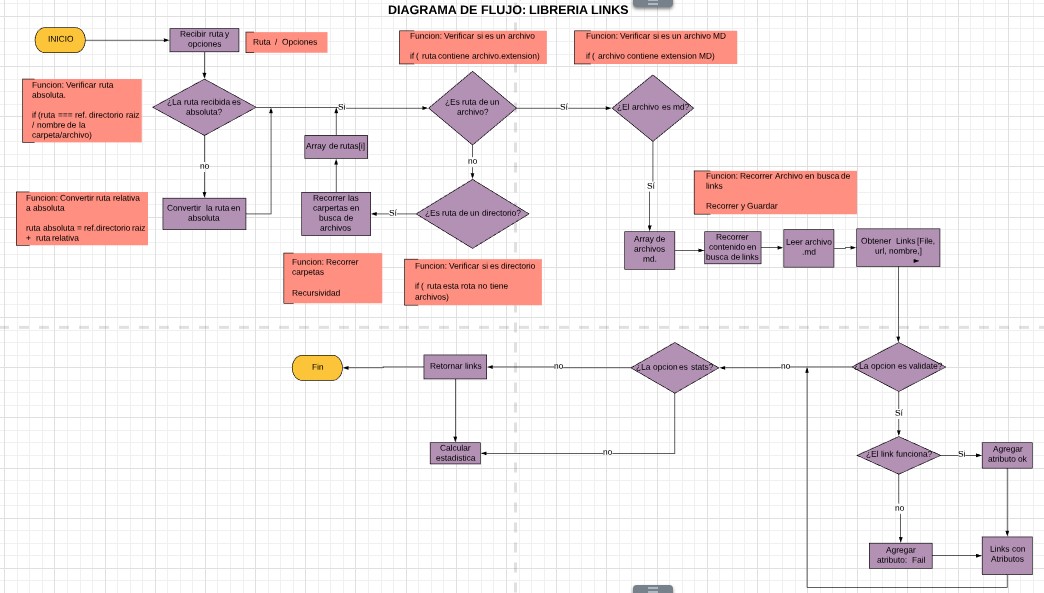 DIAGRAMA DE FLUJO: LIBRERIA LINKS
INICIO
Recibir ruta y
opciones
Ruta / Opciones
Funcion: Verificar si es un archivo
if ( ruta contiene archivo.extension)
Funcion: Verificar si es un archivo MD
if ( archivo contiene extension MD)
Funcion: Verificar ruta
absoluta.
if (ruta === ref. directorio raiz
/ nombre de la
carpeta/archivo)
¿La ruta recibida es
absoluta?
Sí
¿Es ruta de un
archivo?
Sí
¿El archivo es md?
no
Array de rutas[i]
no
Sí
Funcion: Convertir ruta relativa
a absoluta
ruta absoluta = ref.directorio raiz
+ ruta relativa
Convertir la ruta en
absoluta
Recorrer las
carpertas en
busca de
archivos
Sí
¿Es ruta de un directorio?
Funcion: Recorrer Archivo en busca de
links
Recorrer y Guardar
Array de
archivos
md.
Recorrer
contenido en
busca de links
Leer archivo
.md
Obtener Links [File,
url, nombre,]
Funcion: Recorrer
carpetas
Recursividad
Funcion: Verificar si es directorio
if ( ruta esta rota no tiene
archivos)
Fin
Retornar links
no
¿La opcion es stats?
no
¿La opcion es validate?
Sí
Calcular
estadistica
no
¿El link funciona?
Si
Agregar
atributo ok
no
Agregar
atributo: Fail
Links con
Atributos